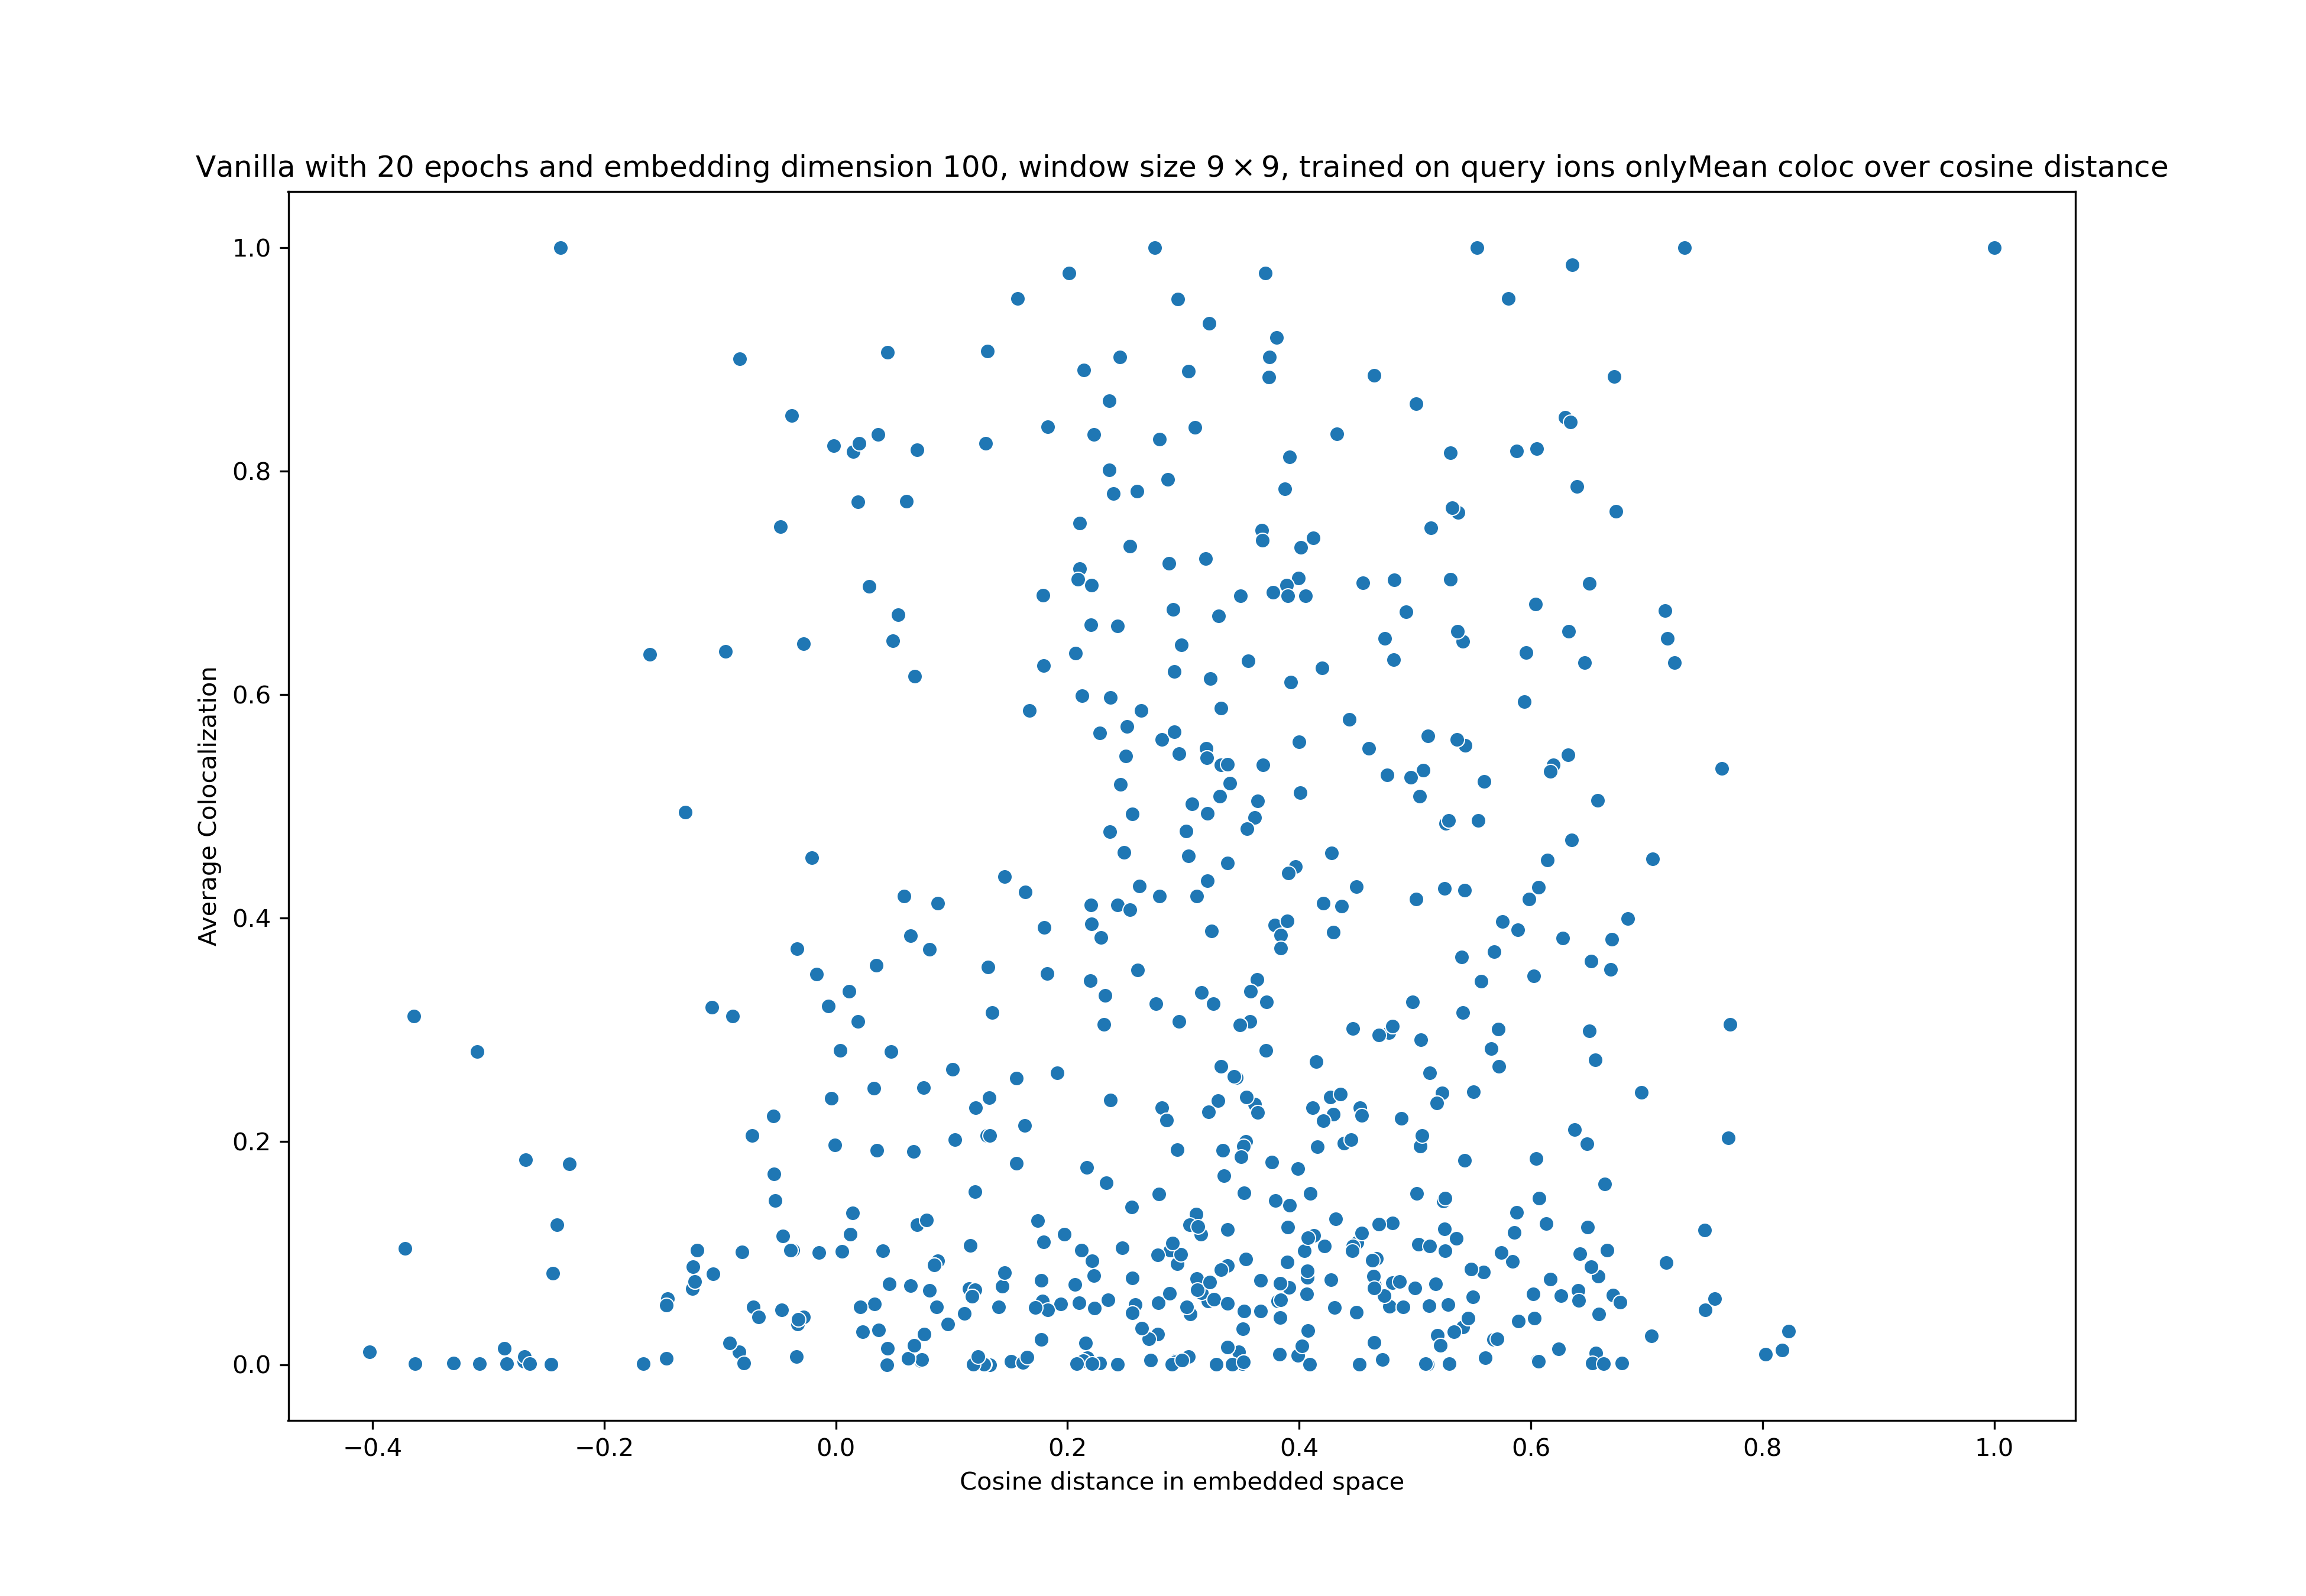 Vanilla with 20 epochs and embedding dimension 100, window size 9 × 9, trained on query ions onlyMean coloc over cosine distance
1.0
0.8
0.6
0.4
0.2
0.0
Average Colocalization
−0.4 −0.2 0.0 0.2 0.4 0.6 0.8 1.0
Cosine distance in embedded space